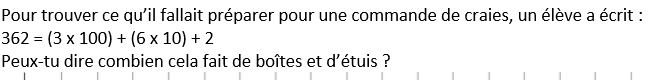 Pour trouver ce qu’il fallait préparer pour une commande de craies, un élève a écrit :
362 = (3 x 100) + (6 x 10) + 2
Peux-tu dire combien cela fait de boîtes et d’étuis ?